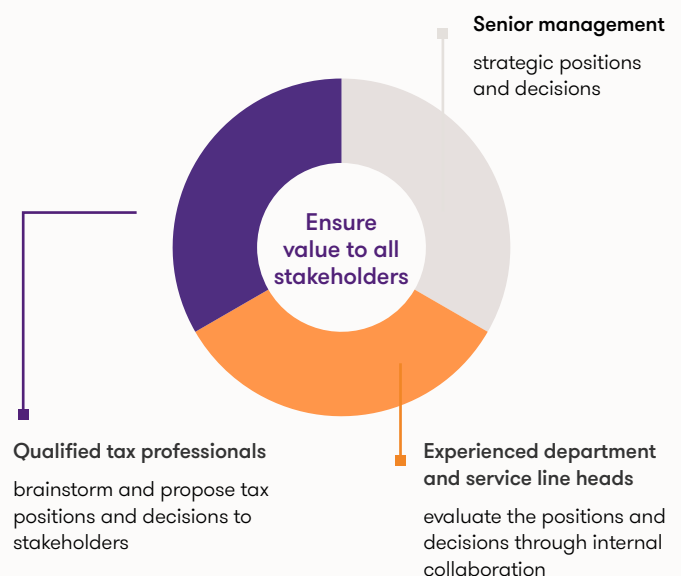 Senior management
strategic positions
and decisions
Ensure
value to all
stakeholders
Qualified tax professionals
brainstorm and propose tax
positions and decisions to
stakeholders
Experienced department
and service line heads
evaluate the positions and
decisions through internal
collaboration